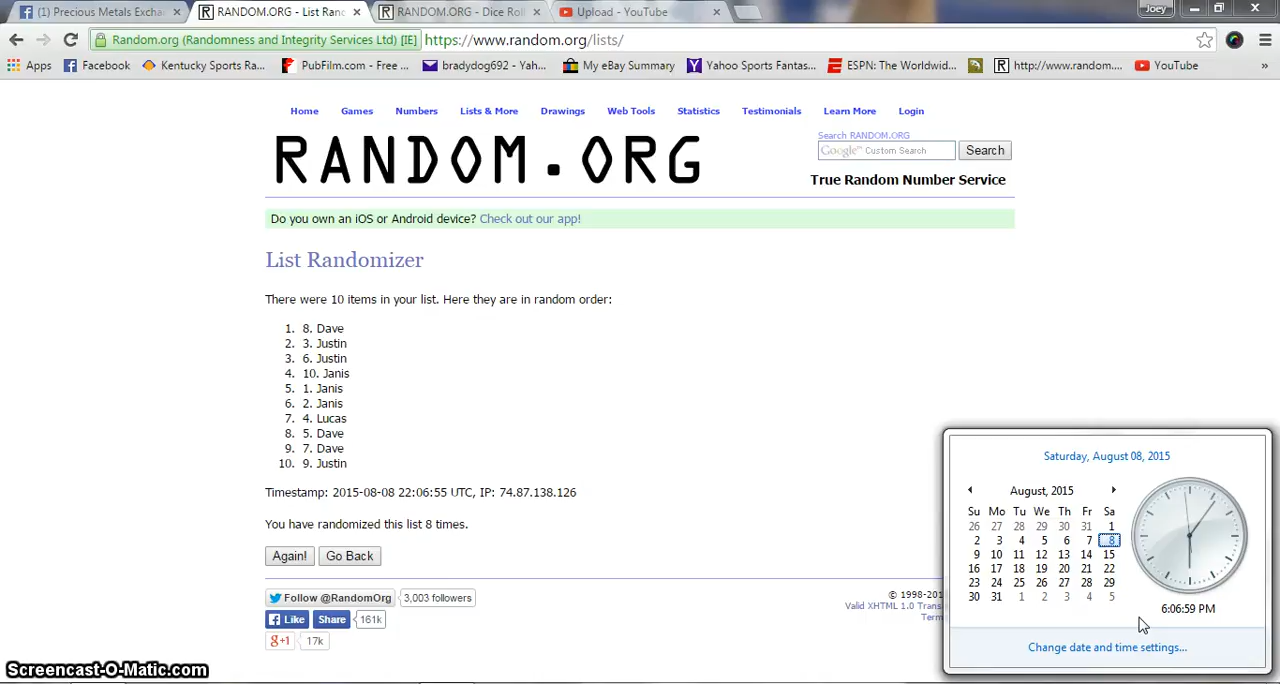 (1) Precious Metals Excha
RANDOM.ORG - List Ranc
RANDOM.ORG - Dice Roll
Upload - YouTube
Joey
Random.org (Randomness and Integrity Services Ltd) [IE] https://www.random.org/lists/
Apps Facebook Kentucky Sports Ra... PubFilm.com - Free ... bradydog692 - Yah... My eBay Summary Yahoo Sports Fantas... ESPN: The Worldwid... http://www.random.... YouTube »
Home Games Numbers Lists & More Drawings Web Tools Statistics Testimonials Learn More Login
RANDOM.ORG
Search RANDOM.ORG
Google™ Custom Search Search
True Random Number Service
Do you own an iOS or Android device? Check out our app!
List Randomizer
There were 10 items in your list. Here they are in random order:
1. 8. Dave
2. 3. Justin
3. 6. Justin
4. 10. Janis
5. 1. Janis
6. 2. Janis
7. 4. Lucas
8. 5. Dave
9. 7. Dave
10. 9. Justin
Timestamp: 2015-08-08 22:06:55 UTC, IP: 74.87.138.126
You have randomized this list 8 times.
Again! Go Back
Follow @RandomOrg 3,003 followers
Like Share 161k
g+1 17k
© 1998-201
Valid XHTML 1.0 Trans
Term
Saturday, August 08, 2015
August, 2015
Su Mo Tu We Th Fr Sa
26 27 28 29 30 31 1
2 3 4 5 6 7 8
9 10 11 12 13 14 15
16 17 18 19 20 21 22
23 24 25 26 27 28 29
30 31 1 2 3 4 5
6:06:59 PM
Change date and time settings...
Screencast-O-Matic.com